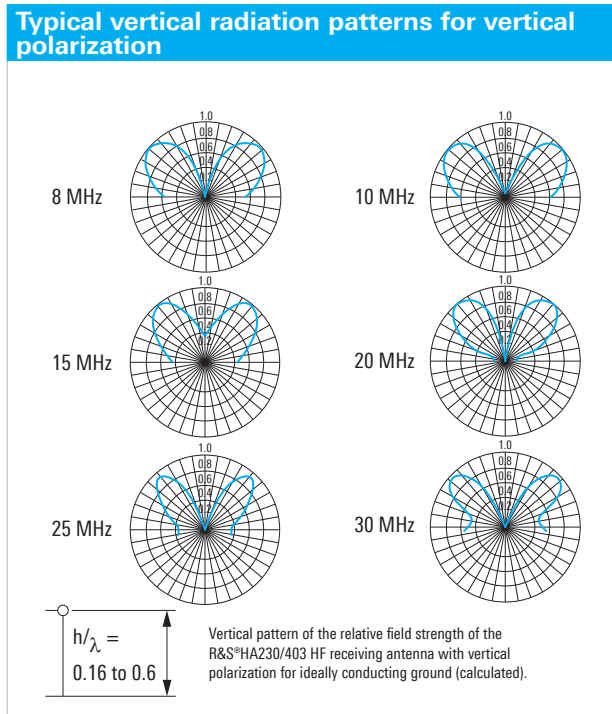 Typical vertical radiation patterns for vertical
polarization
1.0
0.8
0.6
0.4
0.2
8 MHz
1.0
0.8
0.6
0.4
0.2
10 MHz
1.0
0.8
0.6
0.4
0.2
15 MHz
1.0
0.8
0.6
0.4
0.2
20 MHz
1.0
0.8
0.6
0.4
0.2
25 MHz
1.0
0.8
0.6
0.4
0.2
30 MHz
h/λ =
0.16 to 0.6
Vertical pattern of the relative field strength of the
R&S®HA230/403 HF receiving antenna with vertical
polarization for ideally conducting ground (calculated).